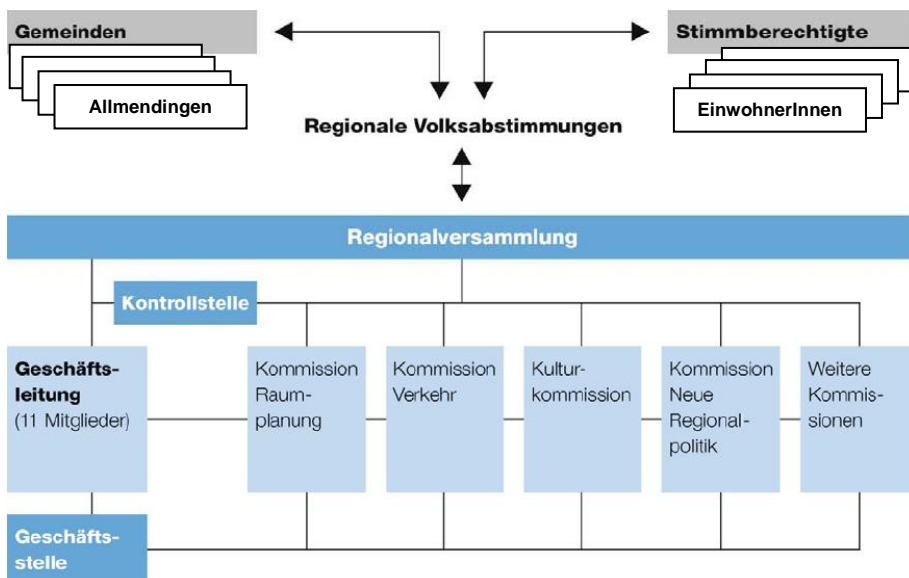 Gemeinden
Stimmberechtigte
Allmendingen
EinwohnerInnen
Regionale Volksabstimmungen
Regionalversammlung
Kontrollstelle
Geschäfts-
leitung
(11 Mitglieder)
Kommission
Raum-
planung
Kommission
Verkehr
Kultur-
kommission
Kommission
Neue
Regional-
politik
Weitere
Kommis-
sionen
Geschäfts-
stelle